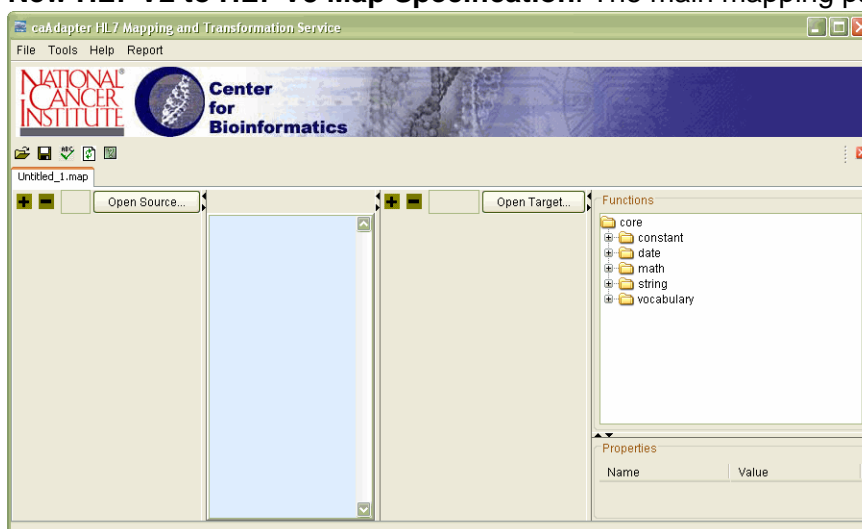 New HL7 V2 to HL7 V3 Map Specification. The main mapping
caAdapter HL7 Mapping and Transformation Service
File Tools Help Report
NATIONAL CANCER INSTITUTE
Center
for
Bioinformatics
Untitled_1.map
Open Source...
Open Target...
Functions
core
constant
date
math
string
vocabulary
Properties
Name Value